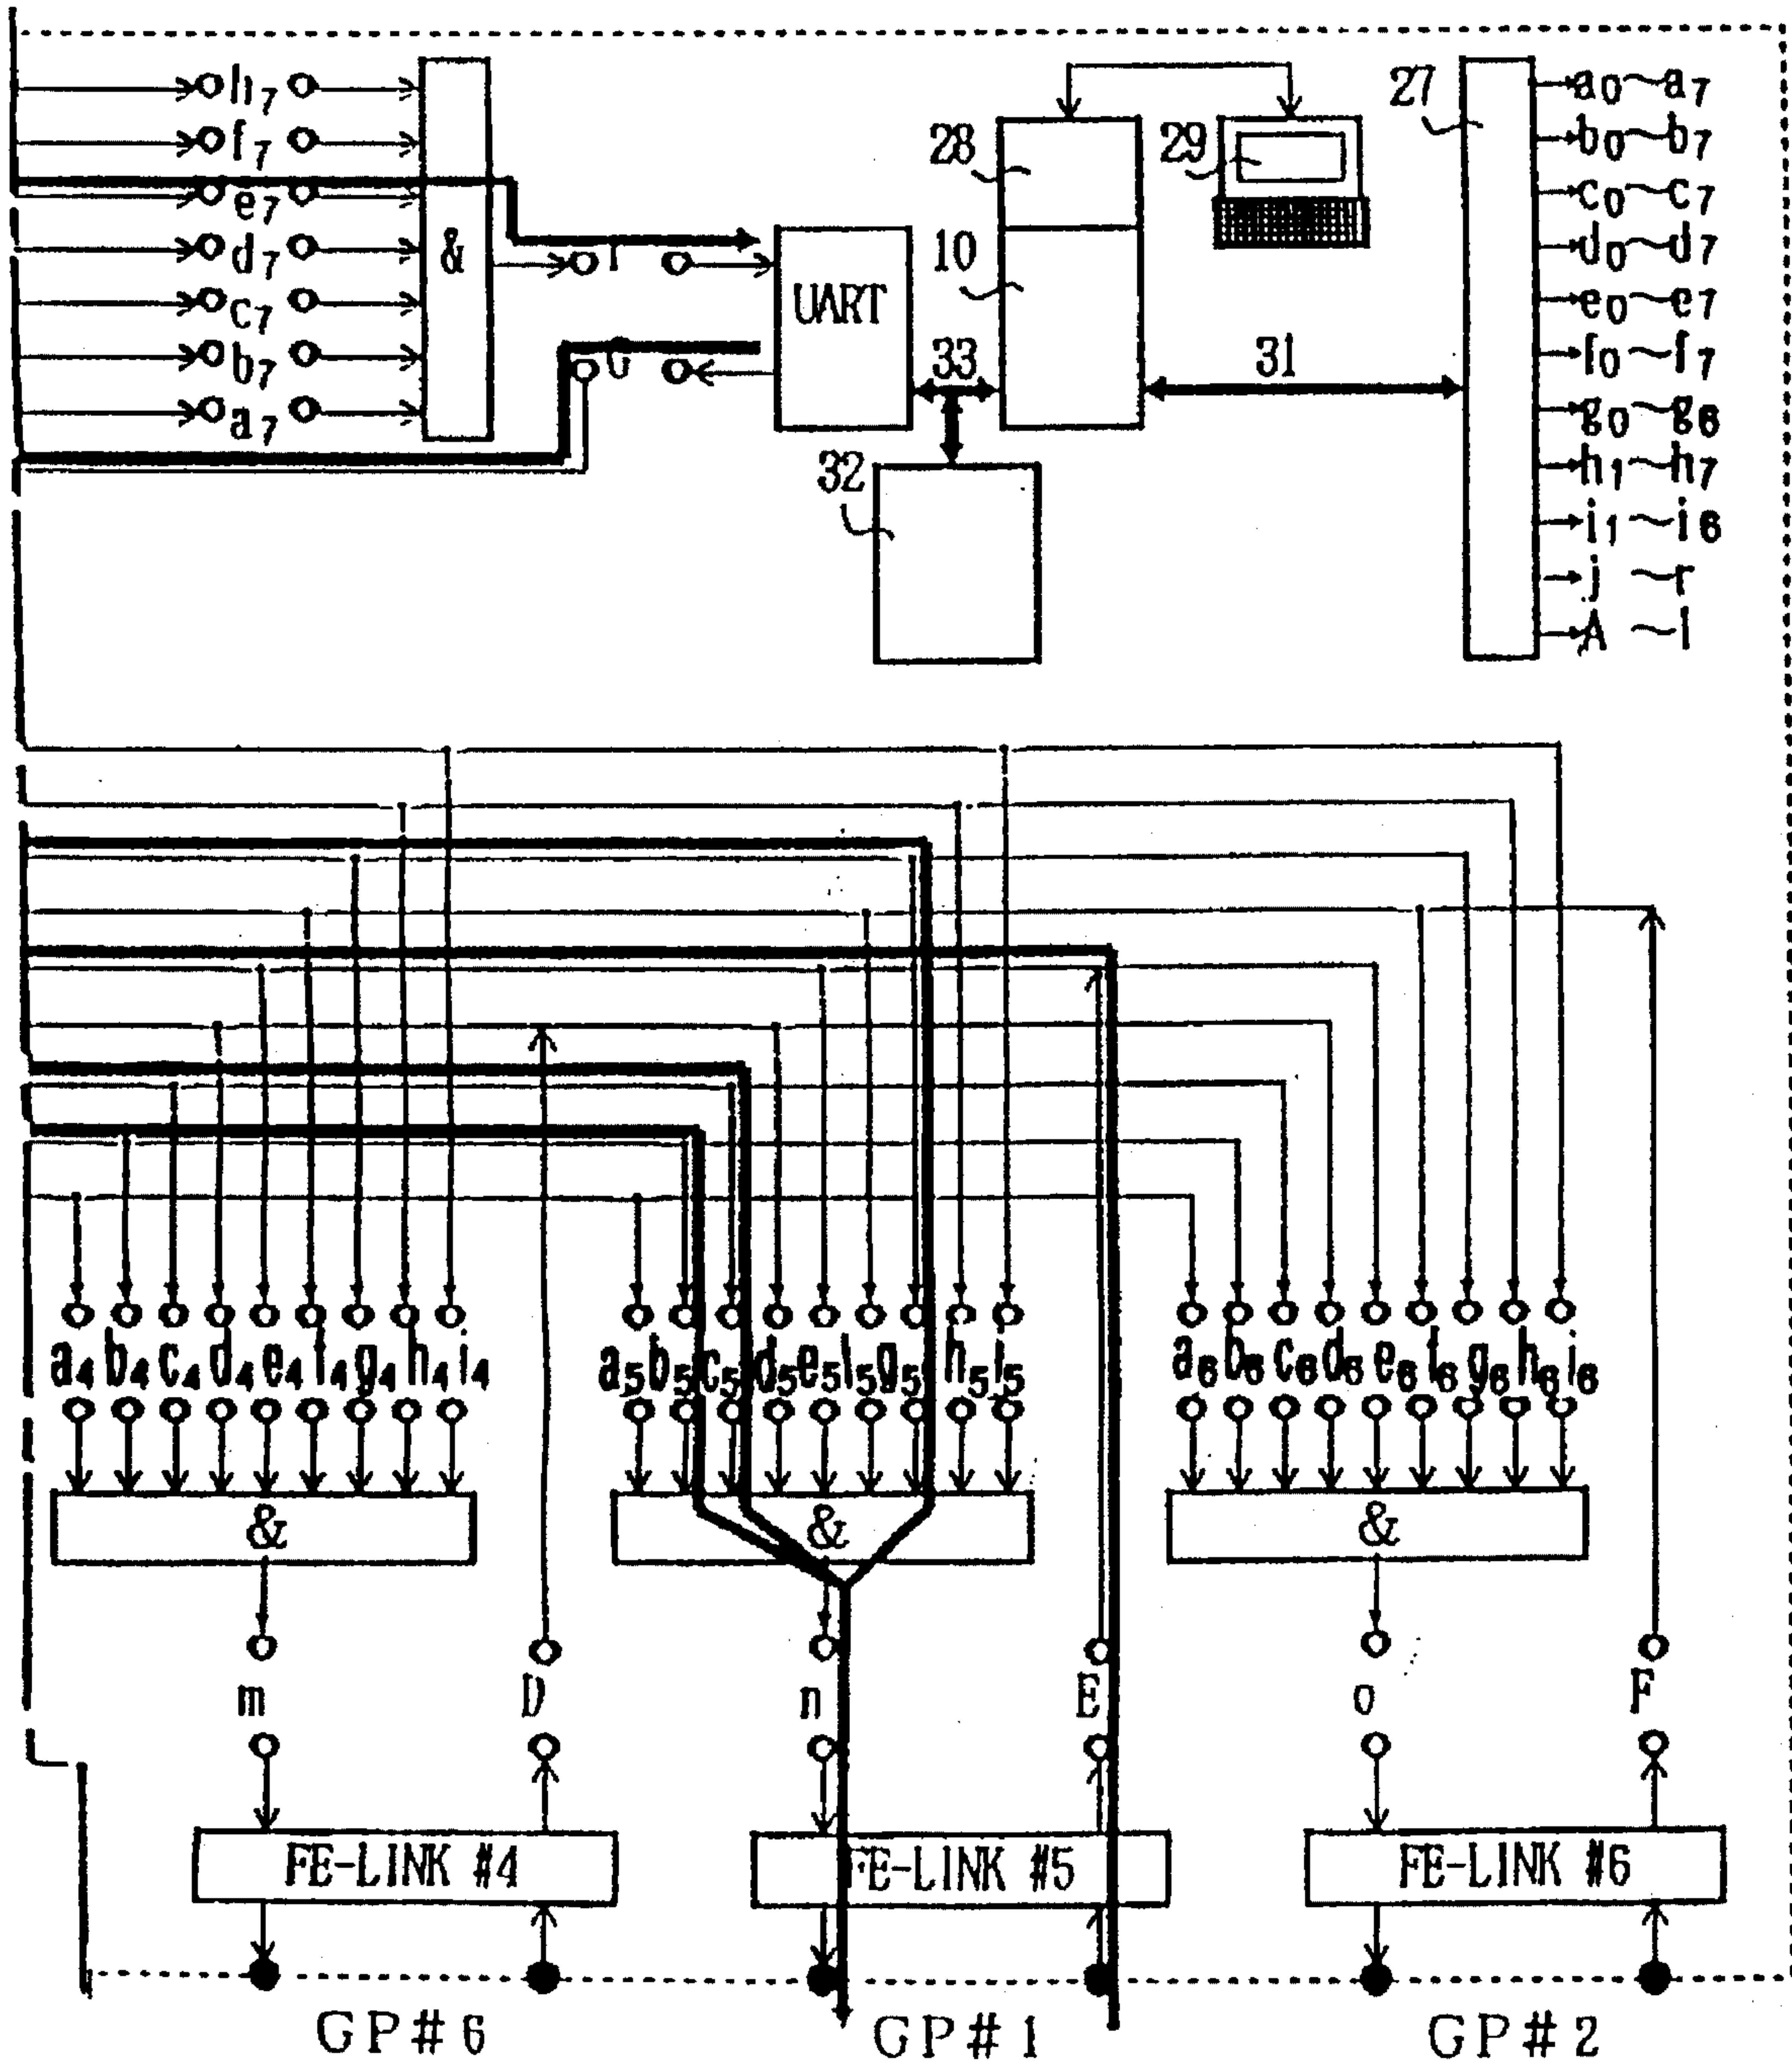 h7
f7
e7
d7
c7
b7
a7
&
UART
28
10
29
33
31
32
27
a0~a7
b0~b7
c0~c7
d0~d7
e0~e7
f0~f7
g0~g6
h1~h7
i1~i6
j ~r
A ~I
a4 b4 c4 d4 e4 f4 g4 h4 i4
a5 b5 c5 d5 e5 f5 g5 h5 i5
a6 b6 c6 d6 e6 f6 g6 h6 i6
& & &
m D n E o F
FE-LINK #4 FE-LINK #5 FE-LINK #6
GP#6 GP#1 GP#2